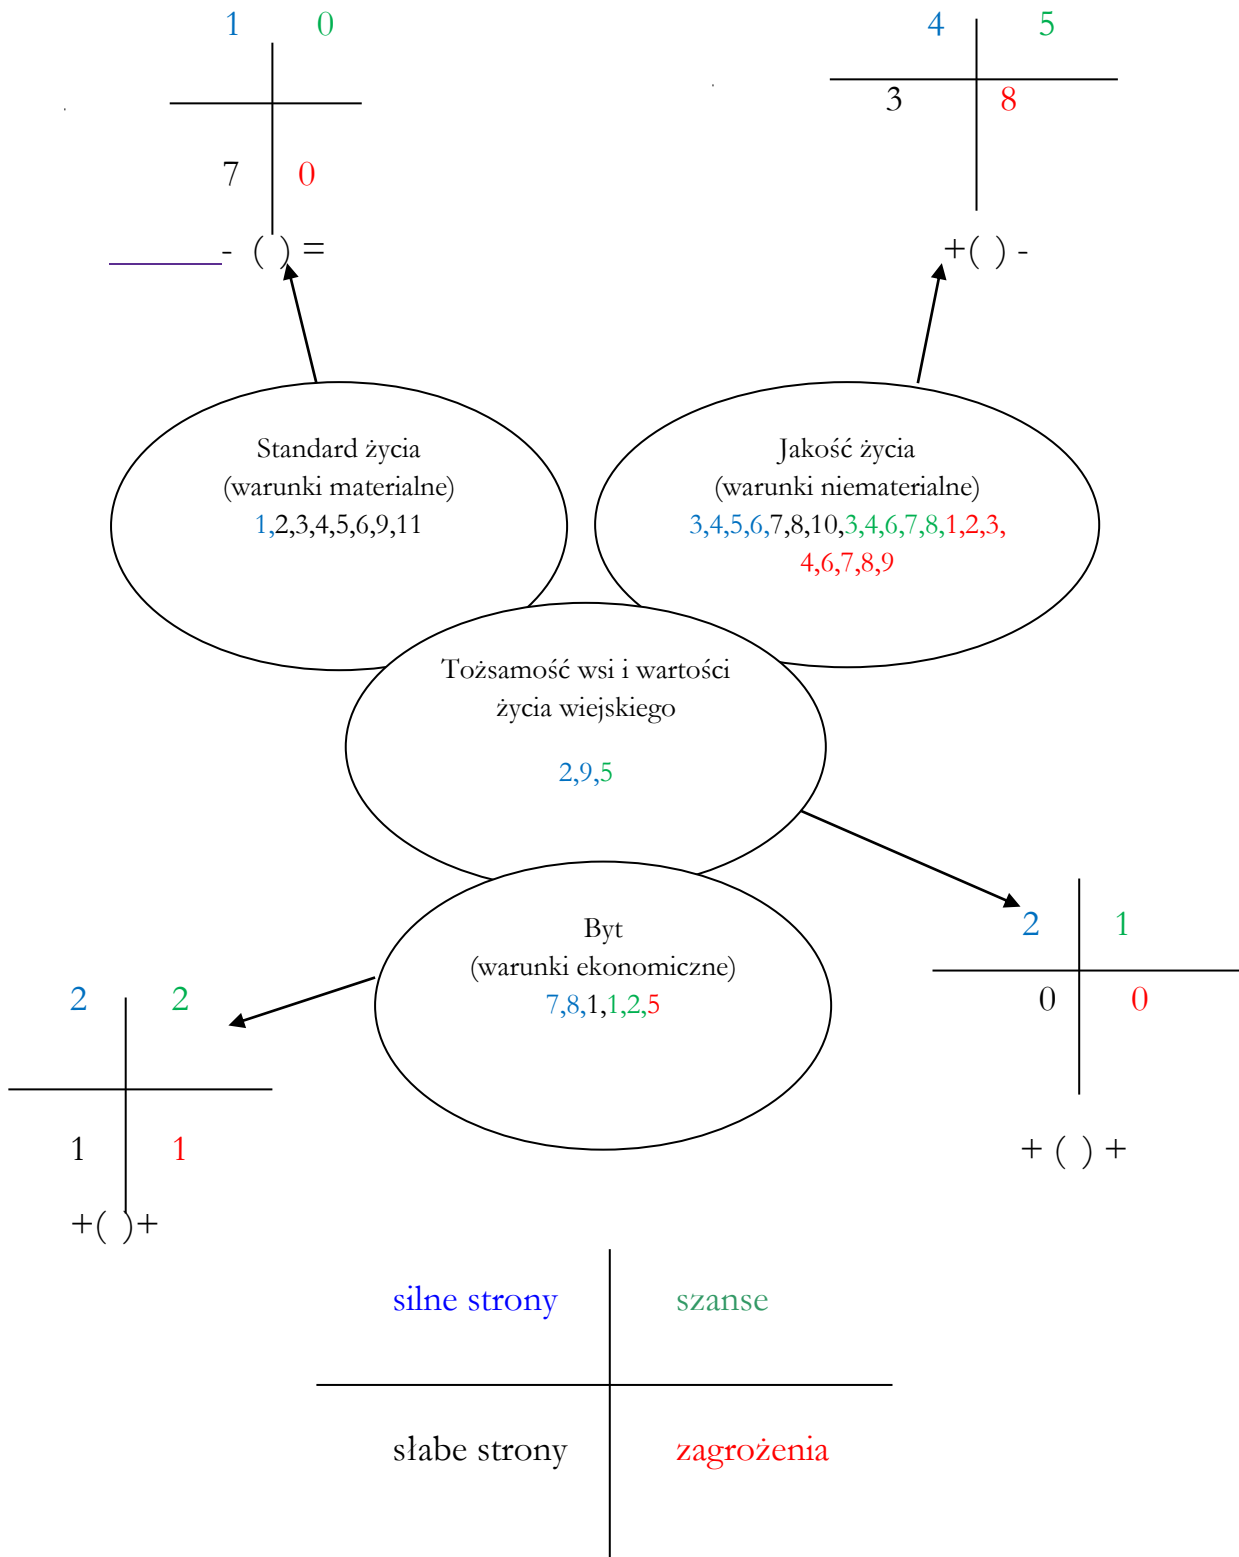 1 0
7 0
- ( ) =
4 5
3 8
+( ) -
Standard życia
(warunki materialne)
1,2,3,4,5,6,9,11
Jakość życia
(warunki niematerialne)
3,4,5,6,7,8,10,3,4,6,7,8,1,2,3,
4,6,7,8,9
Tożsamość wsi i wartości
życia wiejskiego
2,9,5
Byt
(warunki ekonomiczne)
7,8,1,1,2,5
2 1
0 0
+ ( ) +
2 2
1 1
+( )+
silne strony szanse
słabe strony zagrożenia